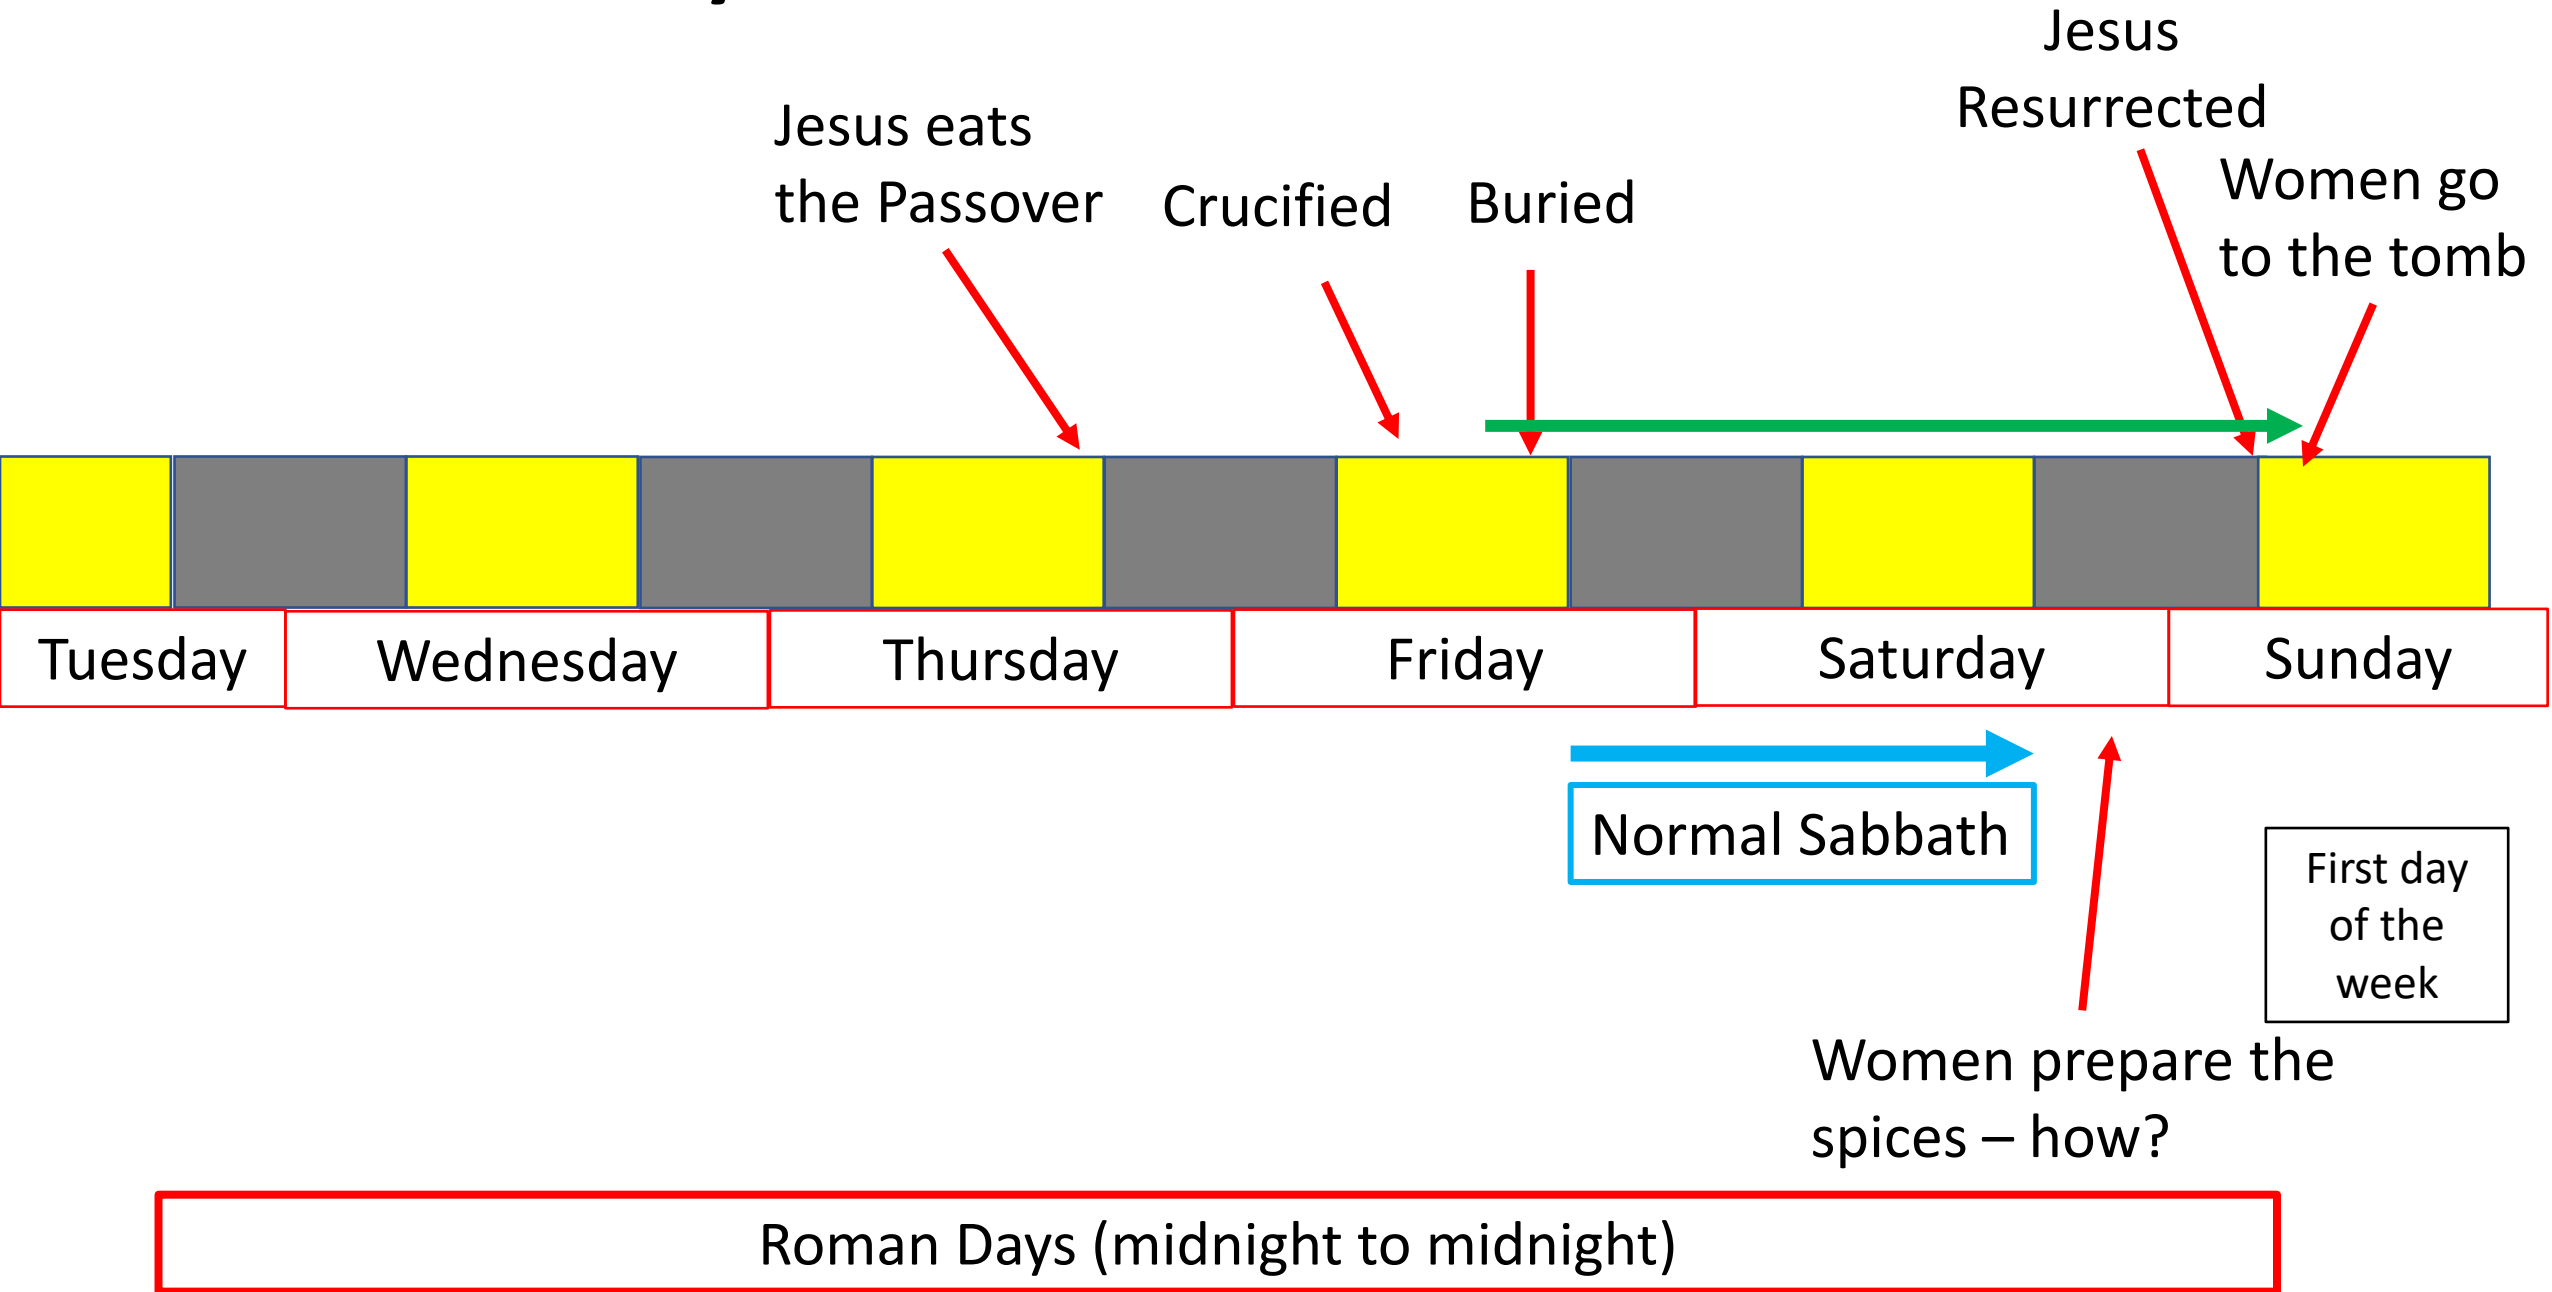 Jesus
Resurrected
Jesus eats
the Passover
Crucified
Buried
Women go
to the tomb
Tuesday
Wednesday
Thursday
Friday
Saturday
Sunday
Normal Sabbath
First day
of the
week
Women prepare the
spices – how?
Roman Days (midnight to midnight)